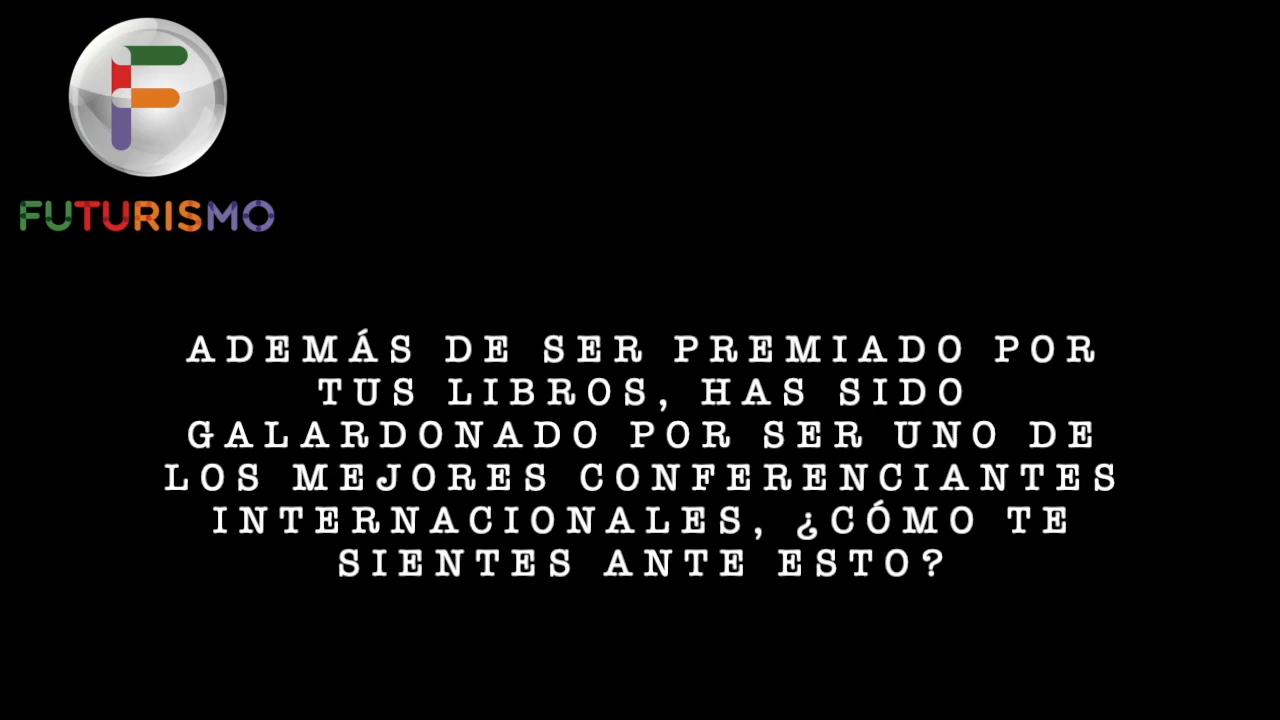 F
FUTURISMO
ADEMÁS DE SER PREMIADO POR
TUS LIBROS, HAS SIDO
GALARDONADO POR SER UNO DE
LOS MEJORES CONFERENCIANTES
INTERNACIONALES, ¿CÓMO TE
SIENTES ANTE ESTO?